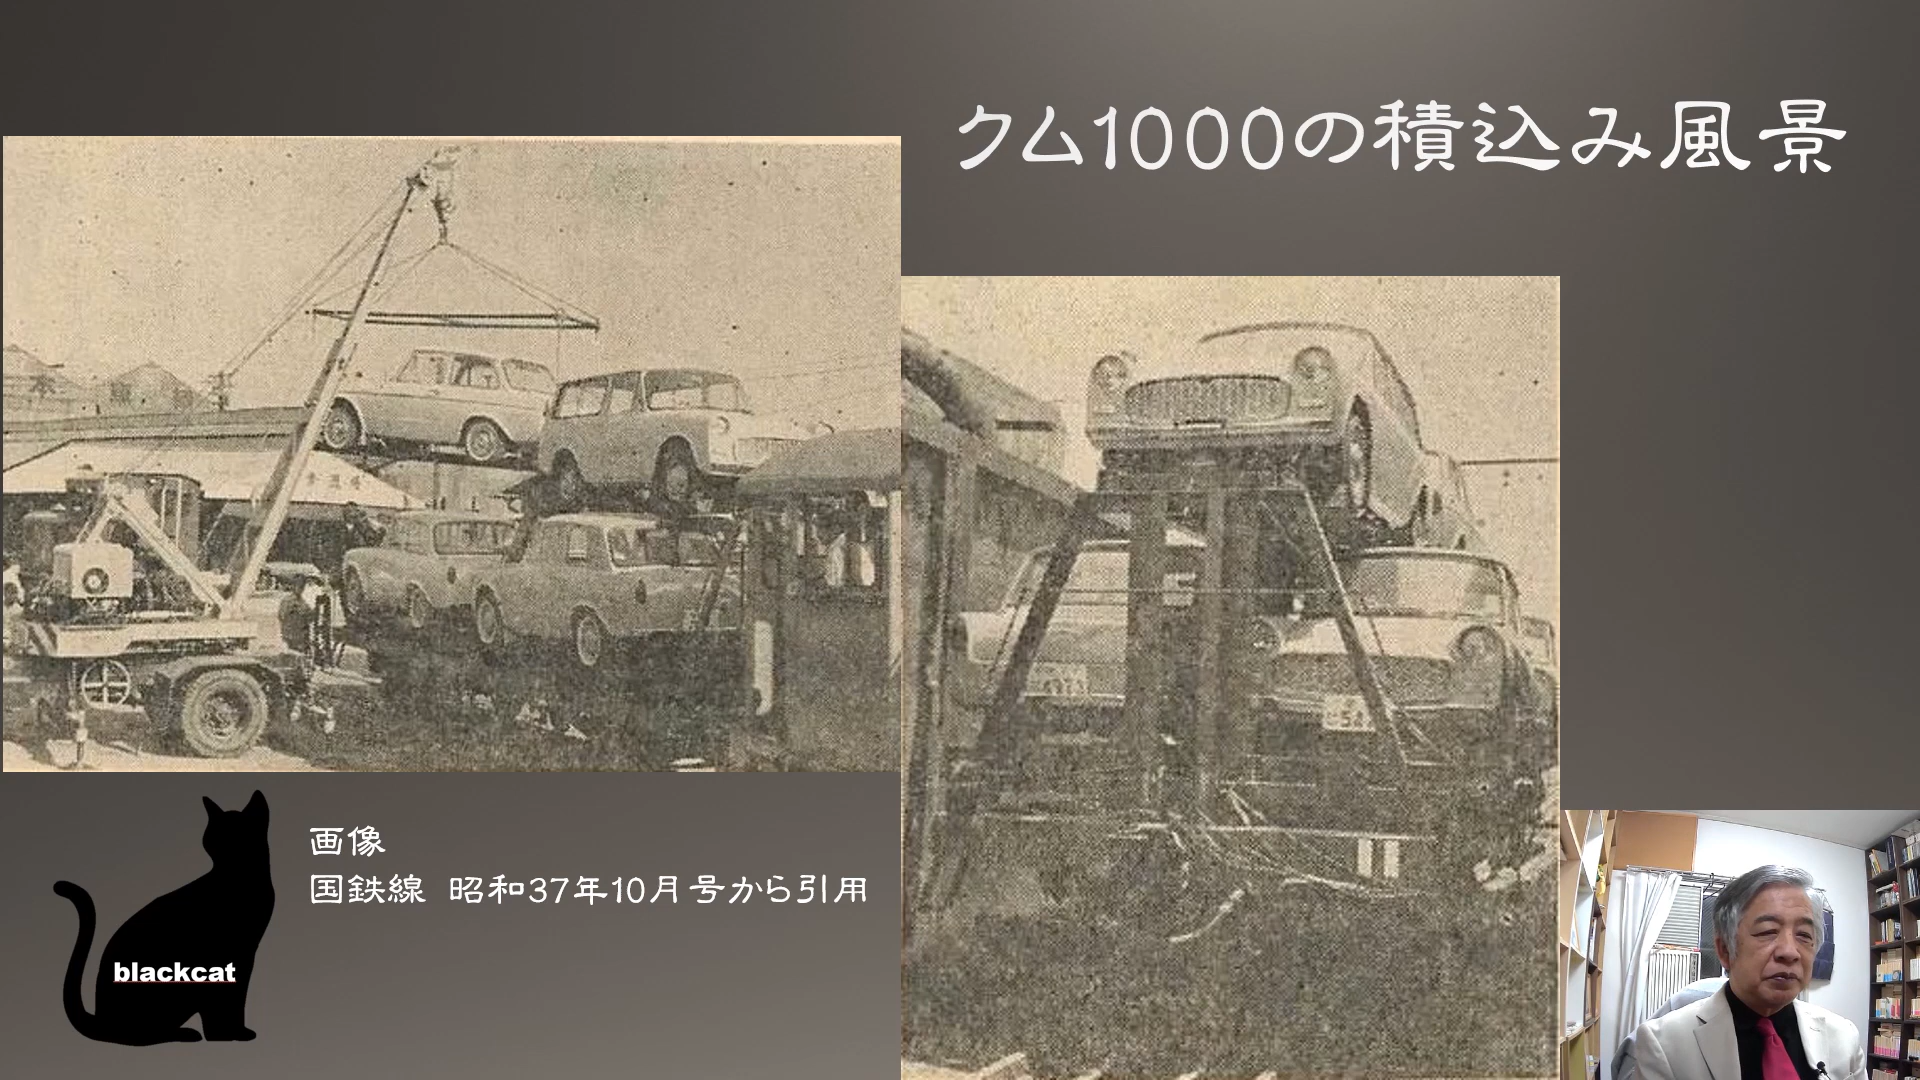 クム1000の積込み風景
画像
国鉄線 昭和37年10月号から引用
blackcat